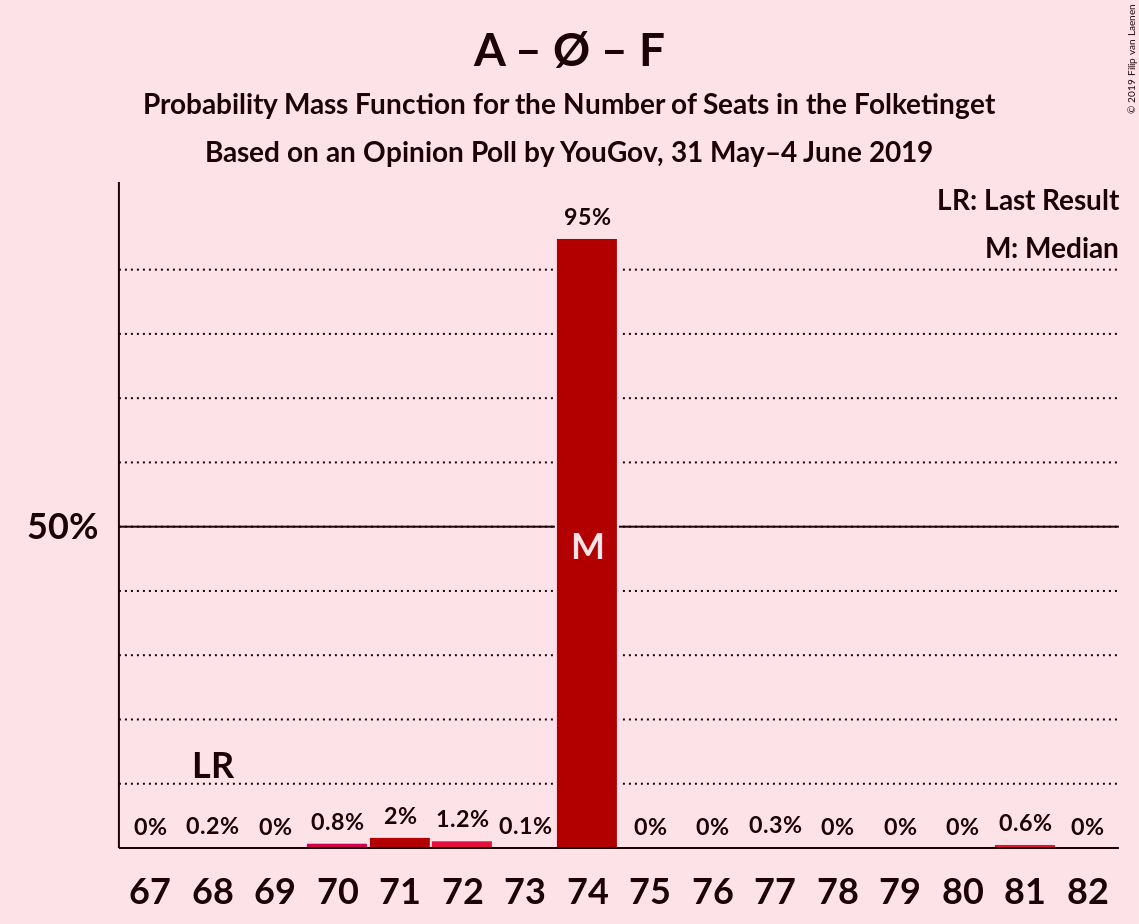 A – Ø – F
Probability Mass Function for the Number of Seats in the Folketinget
Based on an Opinion Poll by YouGov, 31 May–4 June 2019
© 2019 Filip van Laenen
LR: Last Result
M: Median
95%
50%
M
LR
0% 0.2% 0% 0.8% 2% 1.2% 0.1% 0% 0% 0.3% 0% 0% 0% 0.6% 0%
67 68 69 70 71 72 73 74 75 76 77 78 79 80 81 82